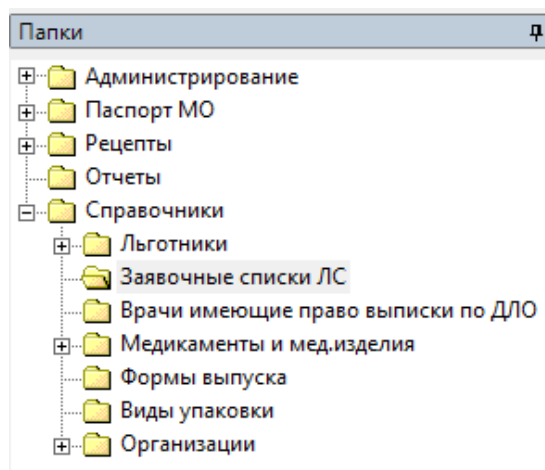 Папки
Администрирование
Паспорт МО
Рецепты
Отчеты
Справочники
Льготники
Заявочные списки ЛС
Врачи имеющие право выписки по ДЛО
Медикаменты и мед.изделия
Формы выпуска
Виды упаковки
Организации